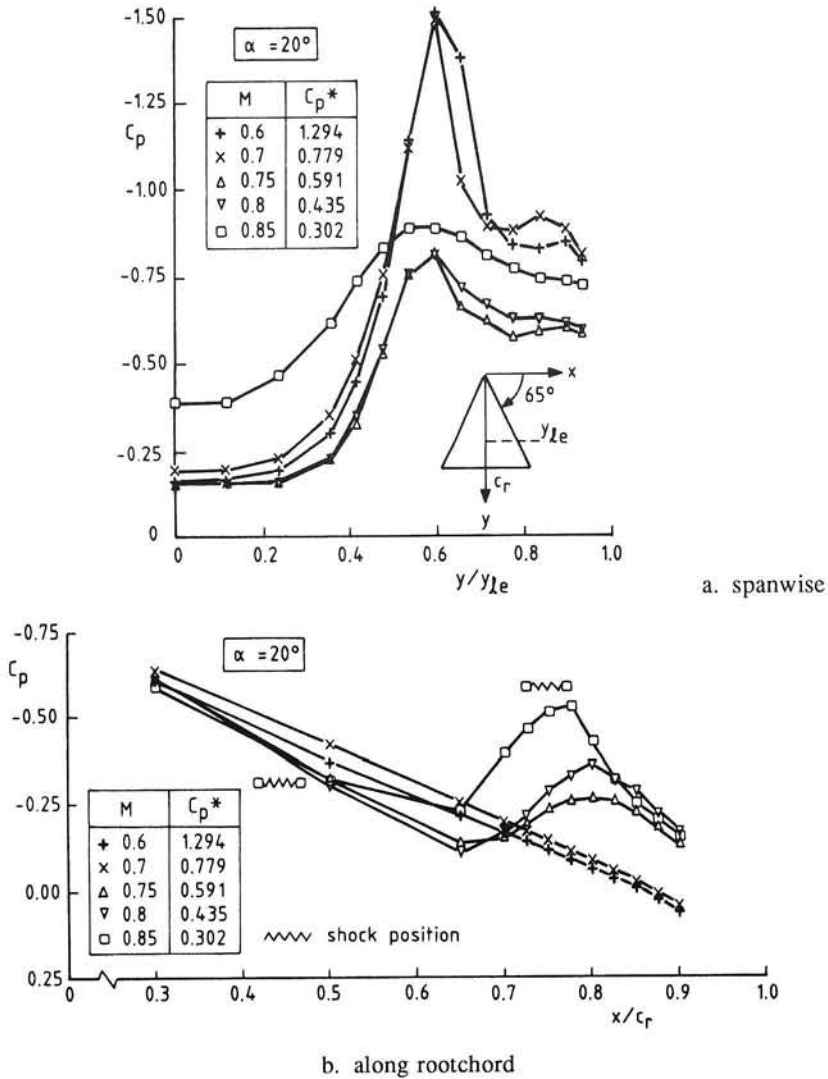 -1.50
α = 20°
M Cp*
+ 0.6 1.294
× 0.7 0.779
△ 0.75 0.591
▽ 0.8 0.435
□ 0.85 0.302
-1.25
Cp
-1.00
-0.75
-0.50
-0.25
0
x
65°
yle
cr
y
0 0.2 0.4 0.6 0.8 1.0
y/yle
a. spanwise
-0.75
Cp
α = 20°
-0.50
-0.25
0.00
0.25
M Cp*
+ 0.6 1.294
× 0.7 0.779
△ 0.75 0.591
▽ 0.8 0.435
□ 0.85 0.302
shock position
0 0.3 0.5 0.6 0.7 0.8 0.9 1.0
x/cr
b. along rootchord